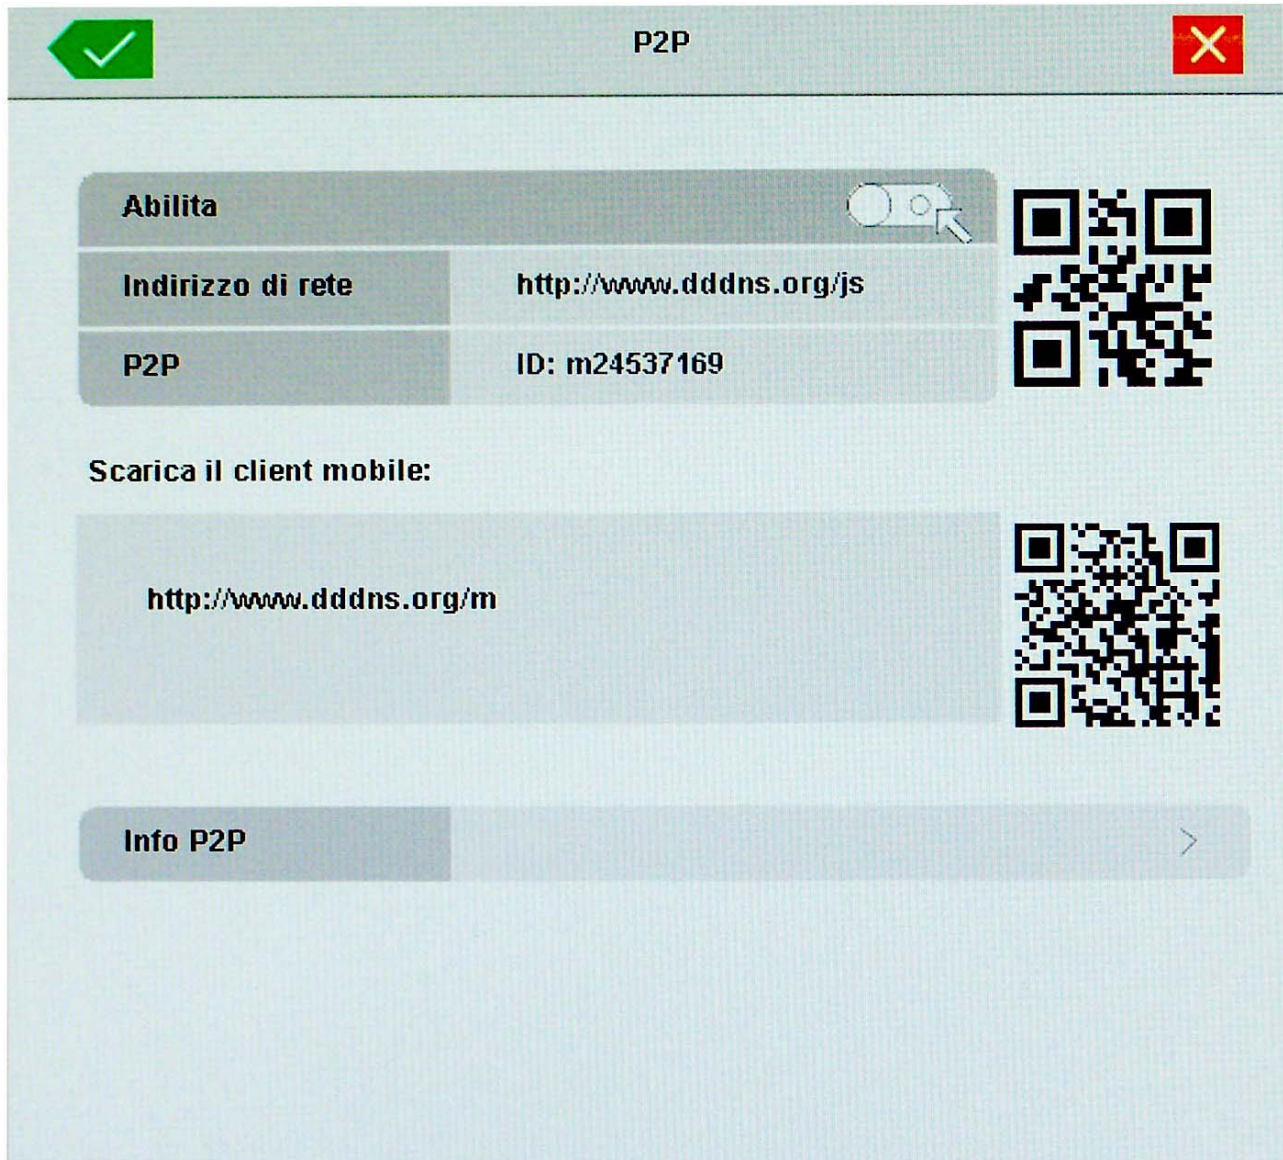 P2P
Abilita
Indirizzo di rete http://www.dddns.org/js
P2P ID: m24537169
Scarica il client mobile:
http://www.dddns.org/m
Info P2P